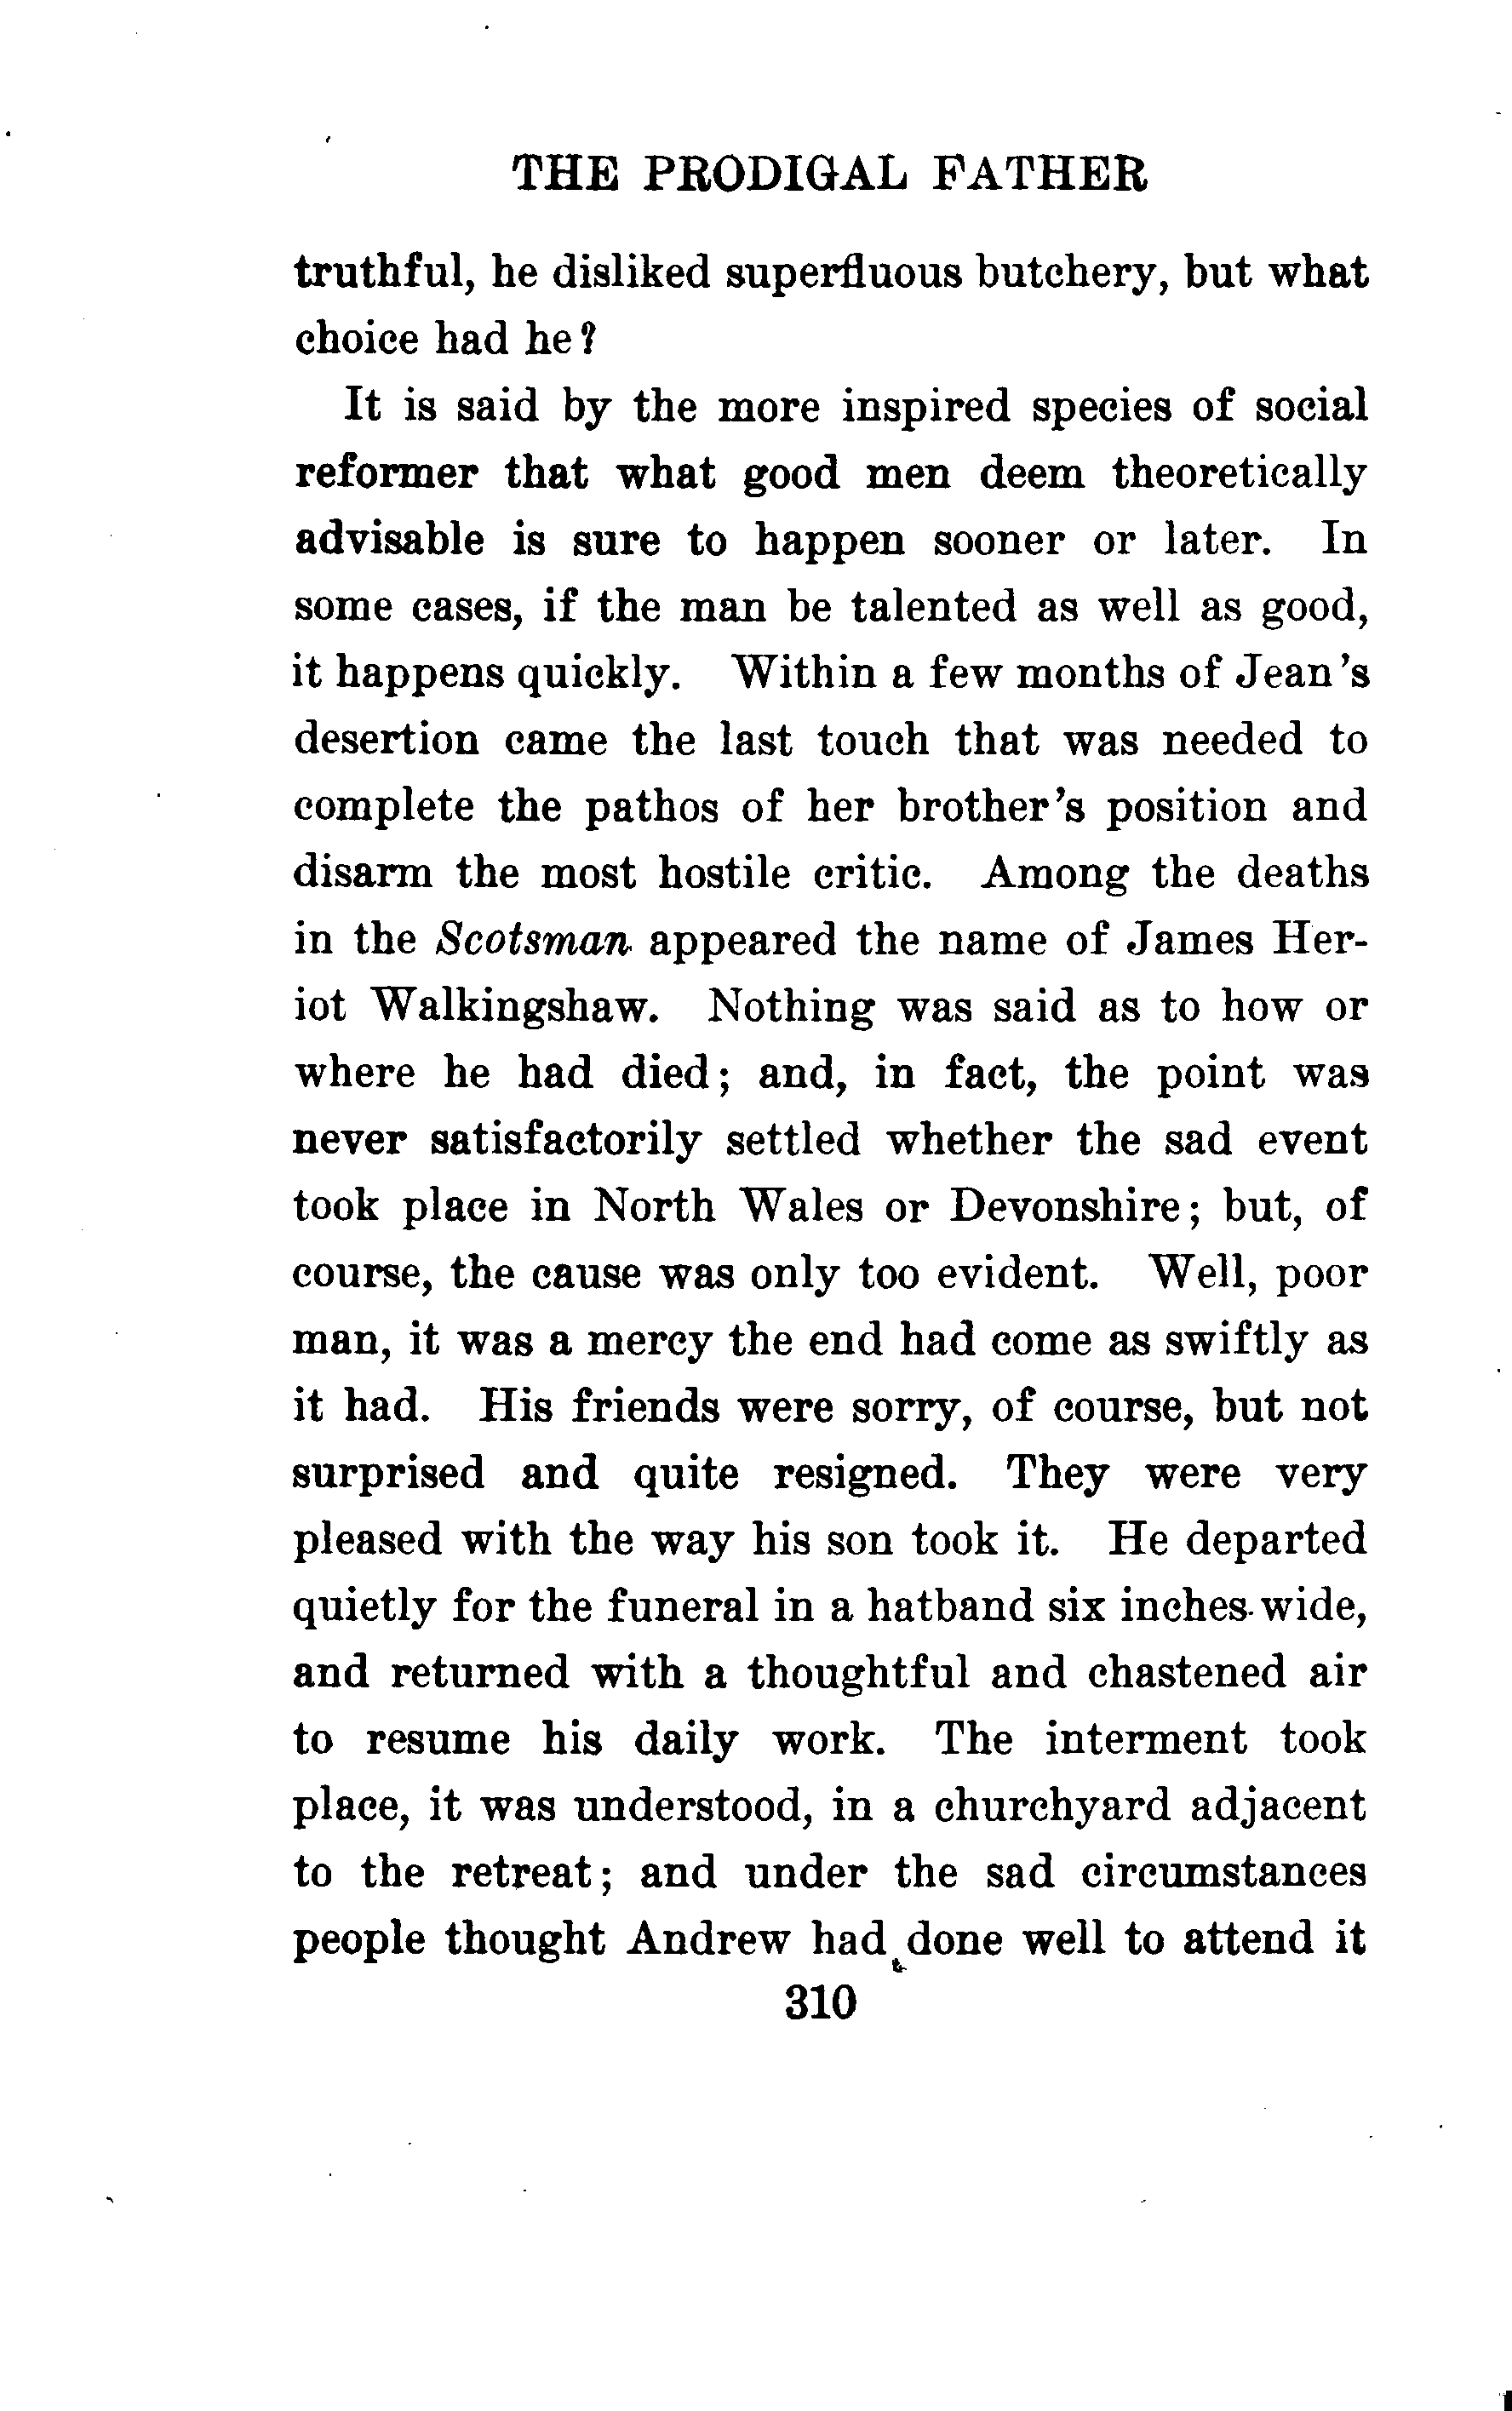 THE PRODIGAL FATHER
truthful, he disliked superfluous butchery, but what
choice had he?
It is said by the more inspired species of social
reformer that what good men deem theoretically
advisable is sure to happen sooner or later. In
some cases, if the man be talented as well as good,
it happens quickly. Within a few months of Jean's
desertion came the last touch that was needed to
complete the pathos of her brother's position and
disarm the most hostile critic. Among the deaths
in the Scotsman appeared the name of James Her-
iot Walkingshaw. Nothing was said as to how or
where he had died; and, in fact, the point was
never satisfactorily settled whether the sad event
took place in North Wales or Devonshire; but, of
course, the cause was only too evident. Well, poor
man, it was a mercy the end had come as swiftly as
it had. His friends were sorry, of course, but not
surprised and quite resigned. They were very
pleased with the way his son took it. He departed
quietly for the funeral in a hatband six inches wide,
and returned with a thoughtful and chastened air
to resume his daily work. The interment took
place, it was understood, in a churchyard adjacent
to the retreat; and under the sad circumstances
people thought Andrew had done well to attend it
310